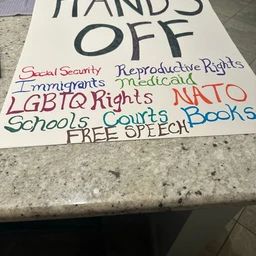 HANDS
OFF
Social Security Reproductive Rights
Immigrants Medicaid
LGBTQ Rights NATO
Schools Courts Books
FREE SPEECH